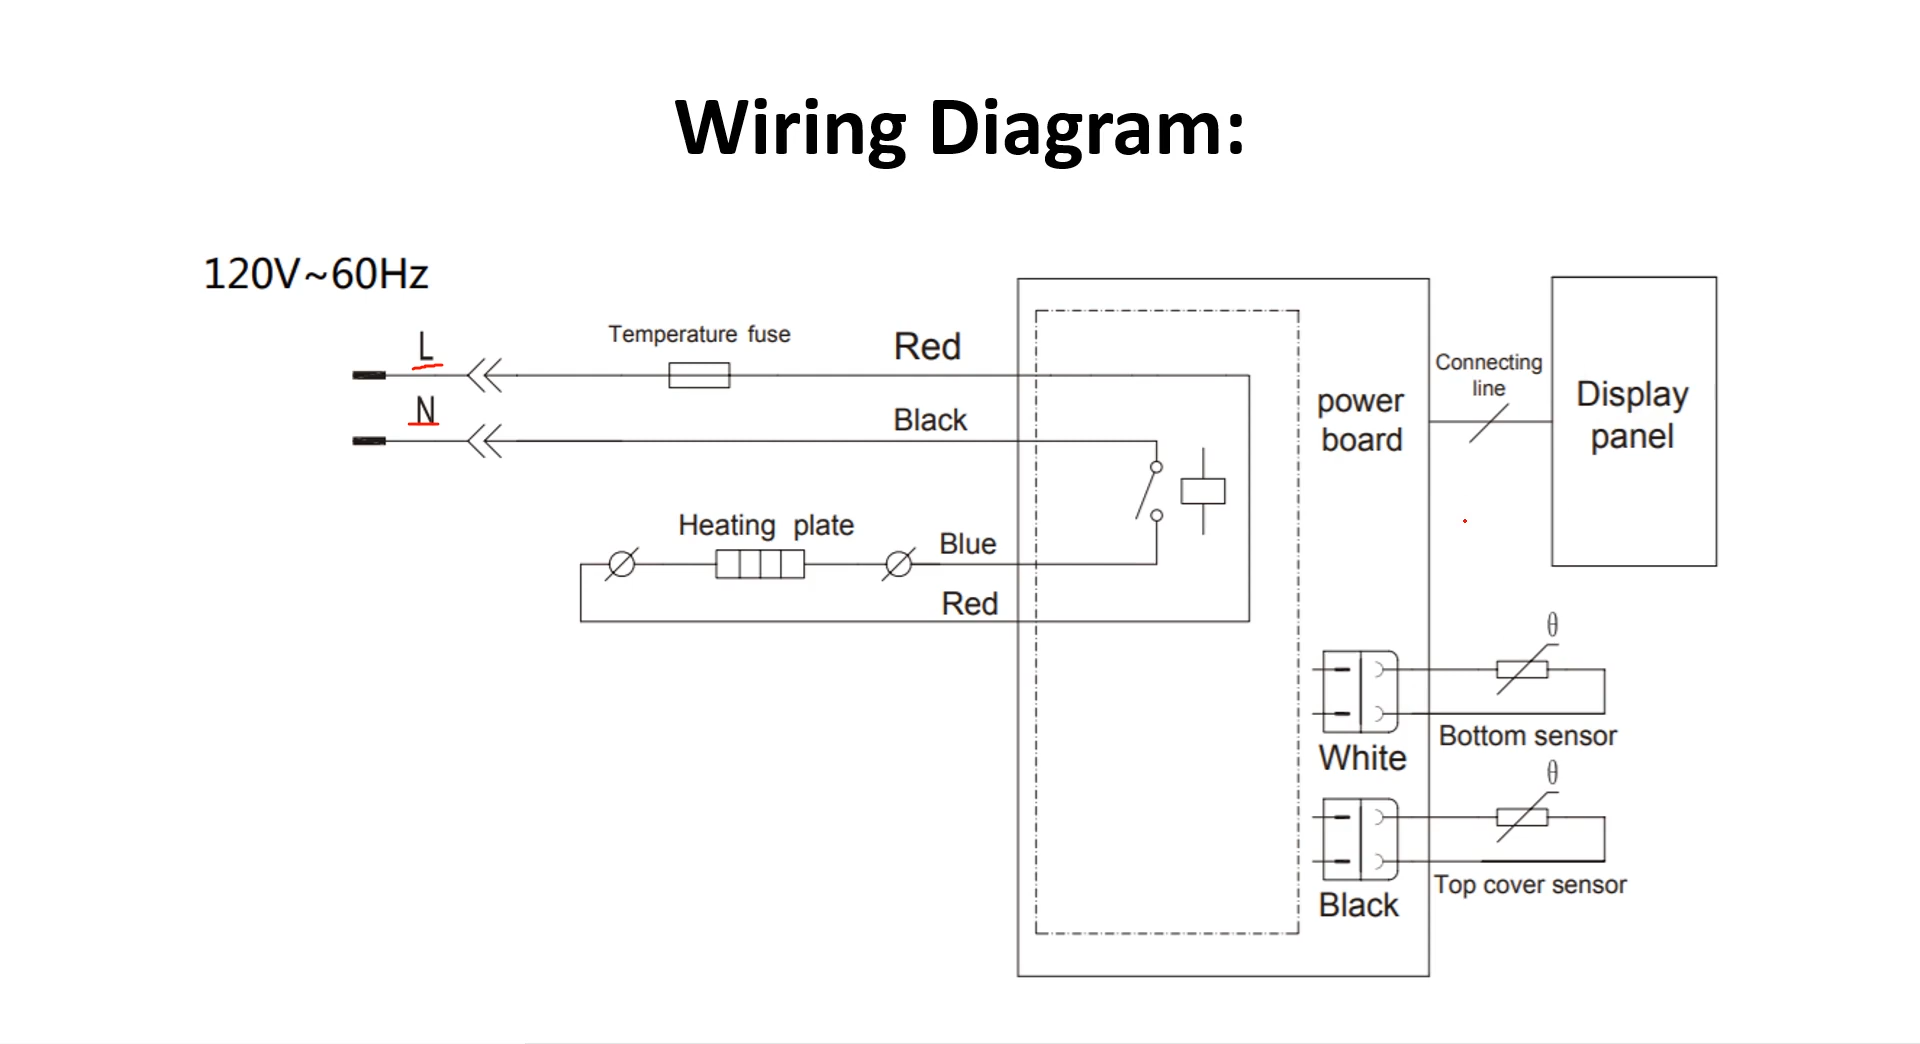 Wiring Diagram:
120V~60Hz
L
Temperature fuse
Red
N
Black
Connecting
line
power
board
Display
panel
Heating plate
Blue
Red
θ
Bottom sensor
White
θ
Top cover sensor
Black